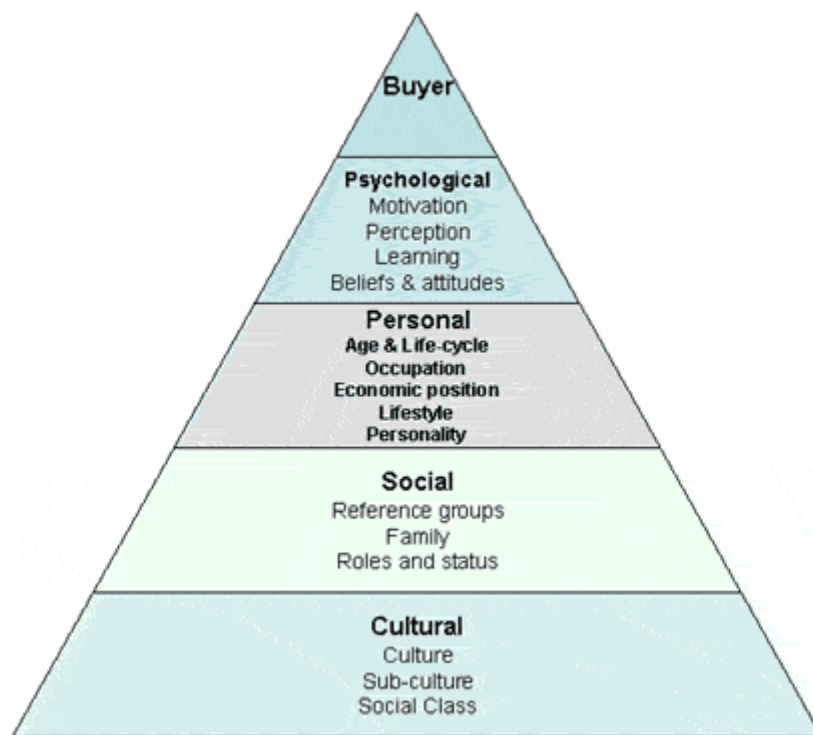 Buyer
Psychological
Motivation
Perception
Learning
Beliefs & attitudes
Personal
Age & Life-cycle
Occupation
Economic position
Lifestyle
Personality
Social
Reference groups
Family
Roles and status
Cultural
Culture
Sub-culture
Social Class